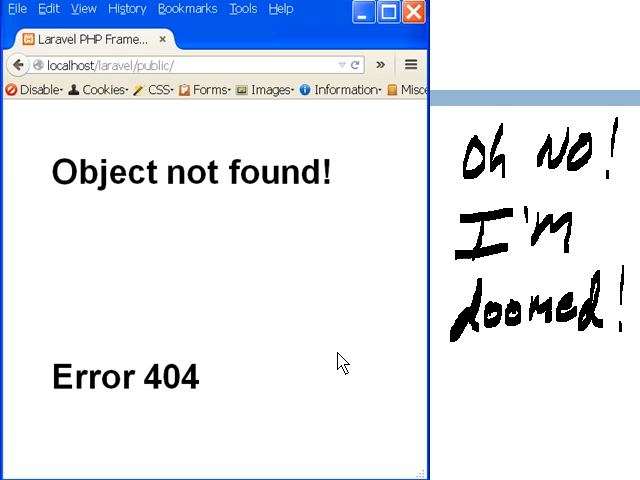 File Edit View History Bookmarks Tools Help
Laravel PHP Frame...
localhost/laravel/public/
Disable Cookies CSS Forms Images Information Misce
Object not found!
Error 404
Oh No!
I'm
doomed!